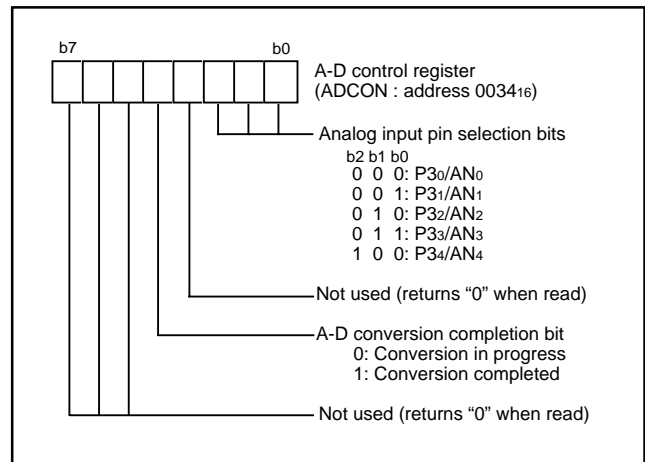 b7 b0
A-D control register
(ADCON : address 0034₁₆)
Analog input pin selection bits
b2 b1 b0
0 0 0: P3₀/AN₀
0 0 1: P3₁/AN₁
0 1 0: P3₂/AN₂
0 1 1: P3₃/AN₃
1 0 0: P3₄/AN₄
Not used (returns “0” when read)
A-D conversion completion bit
0: Conversion in progress
1: Conversion completed
Not used (returns “0” when read)